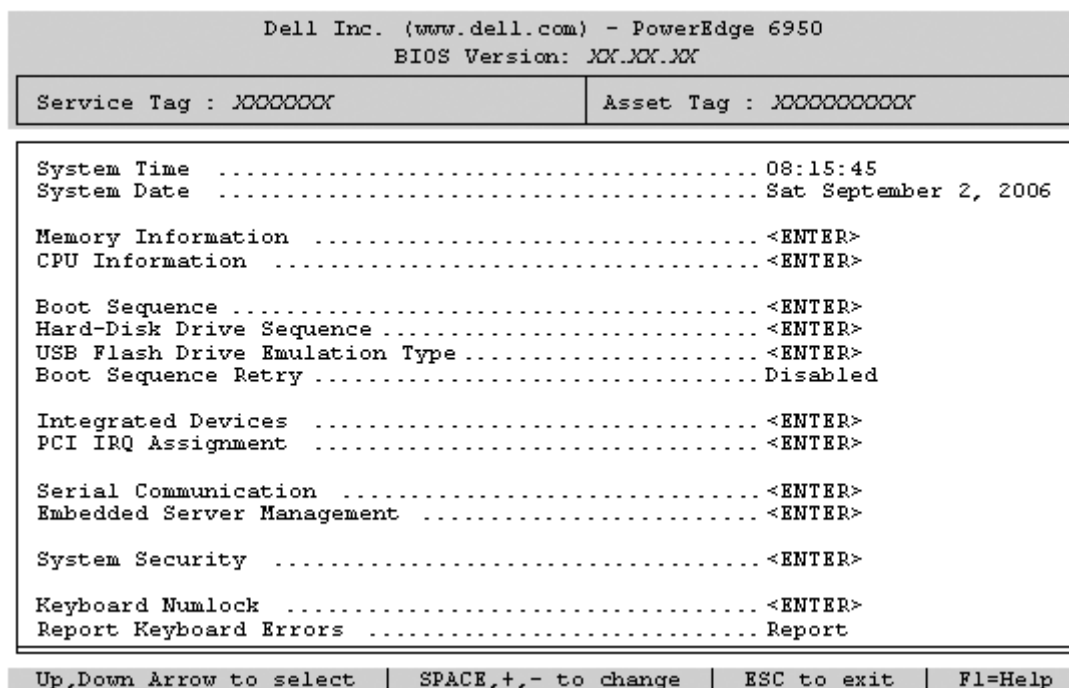 Dell Inc. (www.dell.com) - PowerEdge 6950
BIOS Version: XX.XX.XX
Service Tag : XXXXXXX Asset Tag : XXXXXXXXXX
System Time ....................................... 08:15:45
System Date ....................................... Sat September 2, 2006
Memory Information ................................ <ENTER>
CPU Information ................................... <ENTER>
Boot Sequence ...................................... <ENTER>
Hard-Disk Drive Sequence ........................... <ENTER>
USB Flash Drive Emulation Type ..................... <ENTER>
Boot Sequence Retry ................................ Disabled
Integrated Devices ................................ <ENTER>
PCI IRQ Assignment ................................ <ENTER>
Serial Communication .............................. <ENTER>
Embedded Server Management ........................ <ENTER>
System Security ................................... <ENTER>
Keyboard Numlock .................................. <ENTER>
Report Keyboard Errors ............................ Report
Up,Down Arrow to select | SPACE,+,- to change | ESC to exit | F1=Help